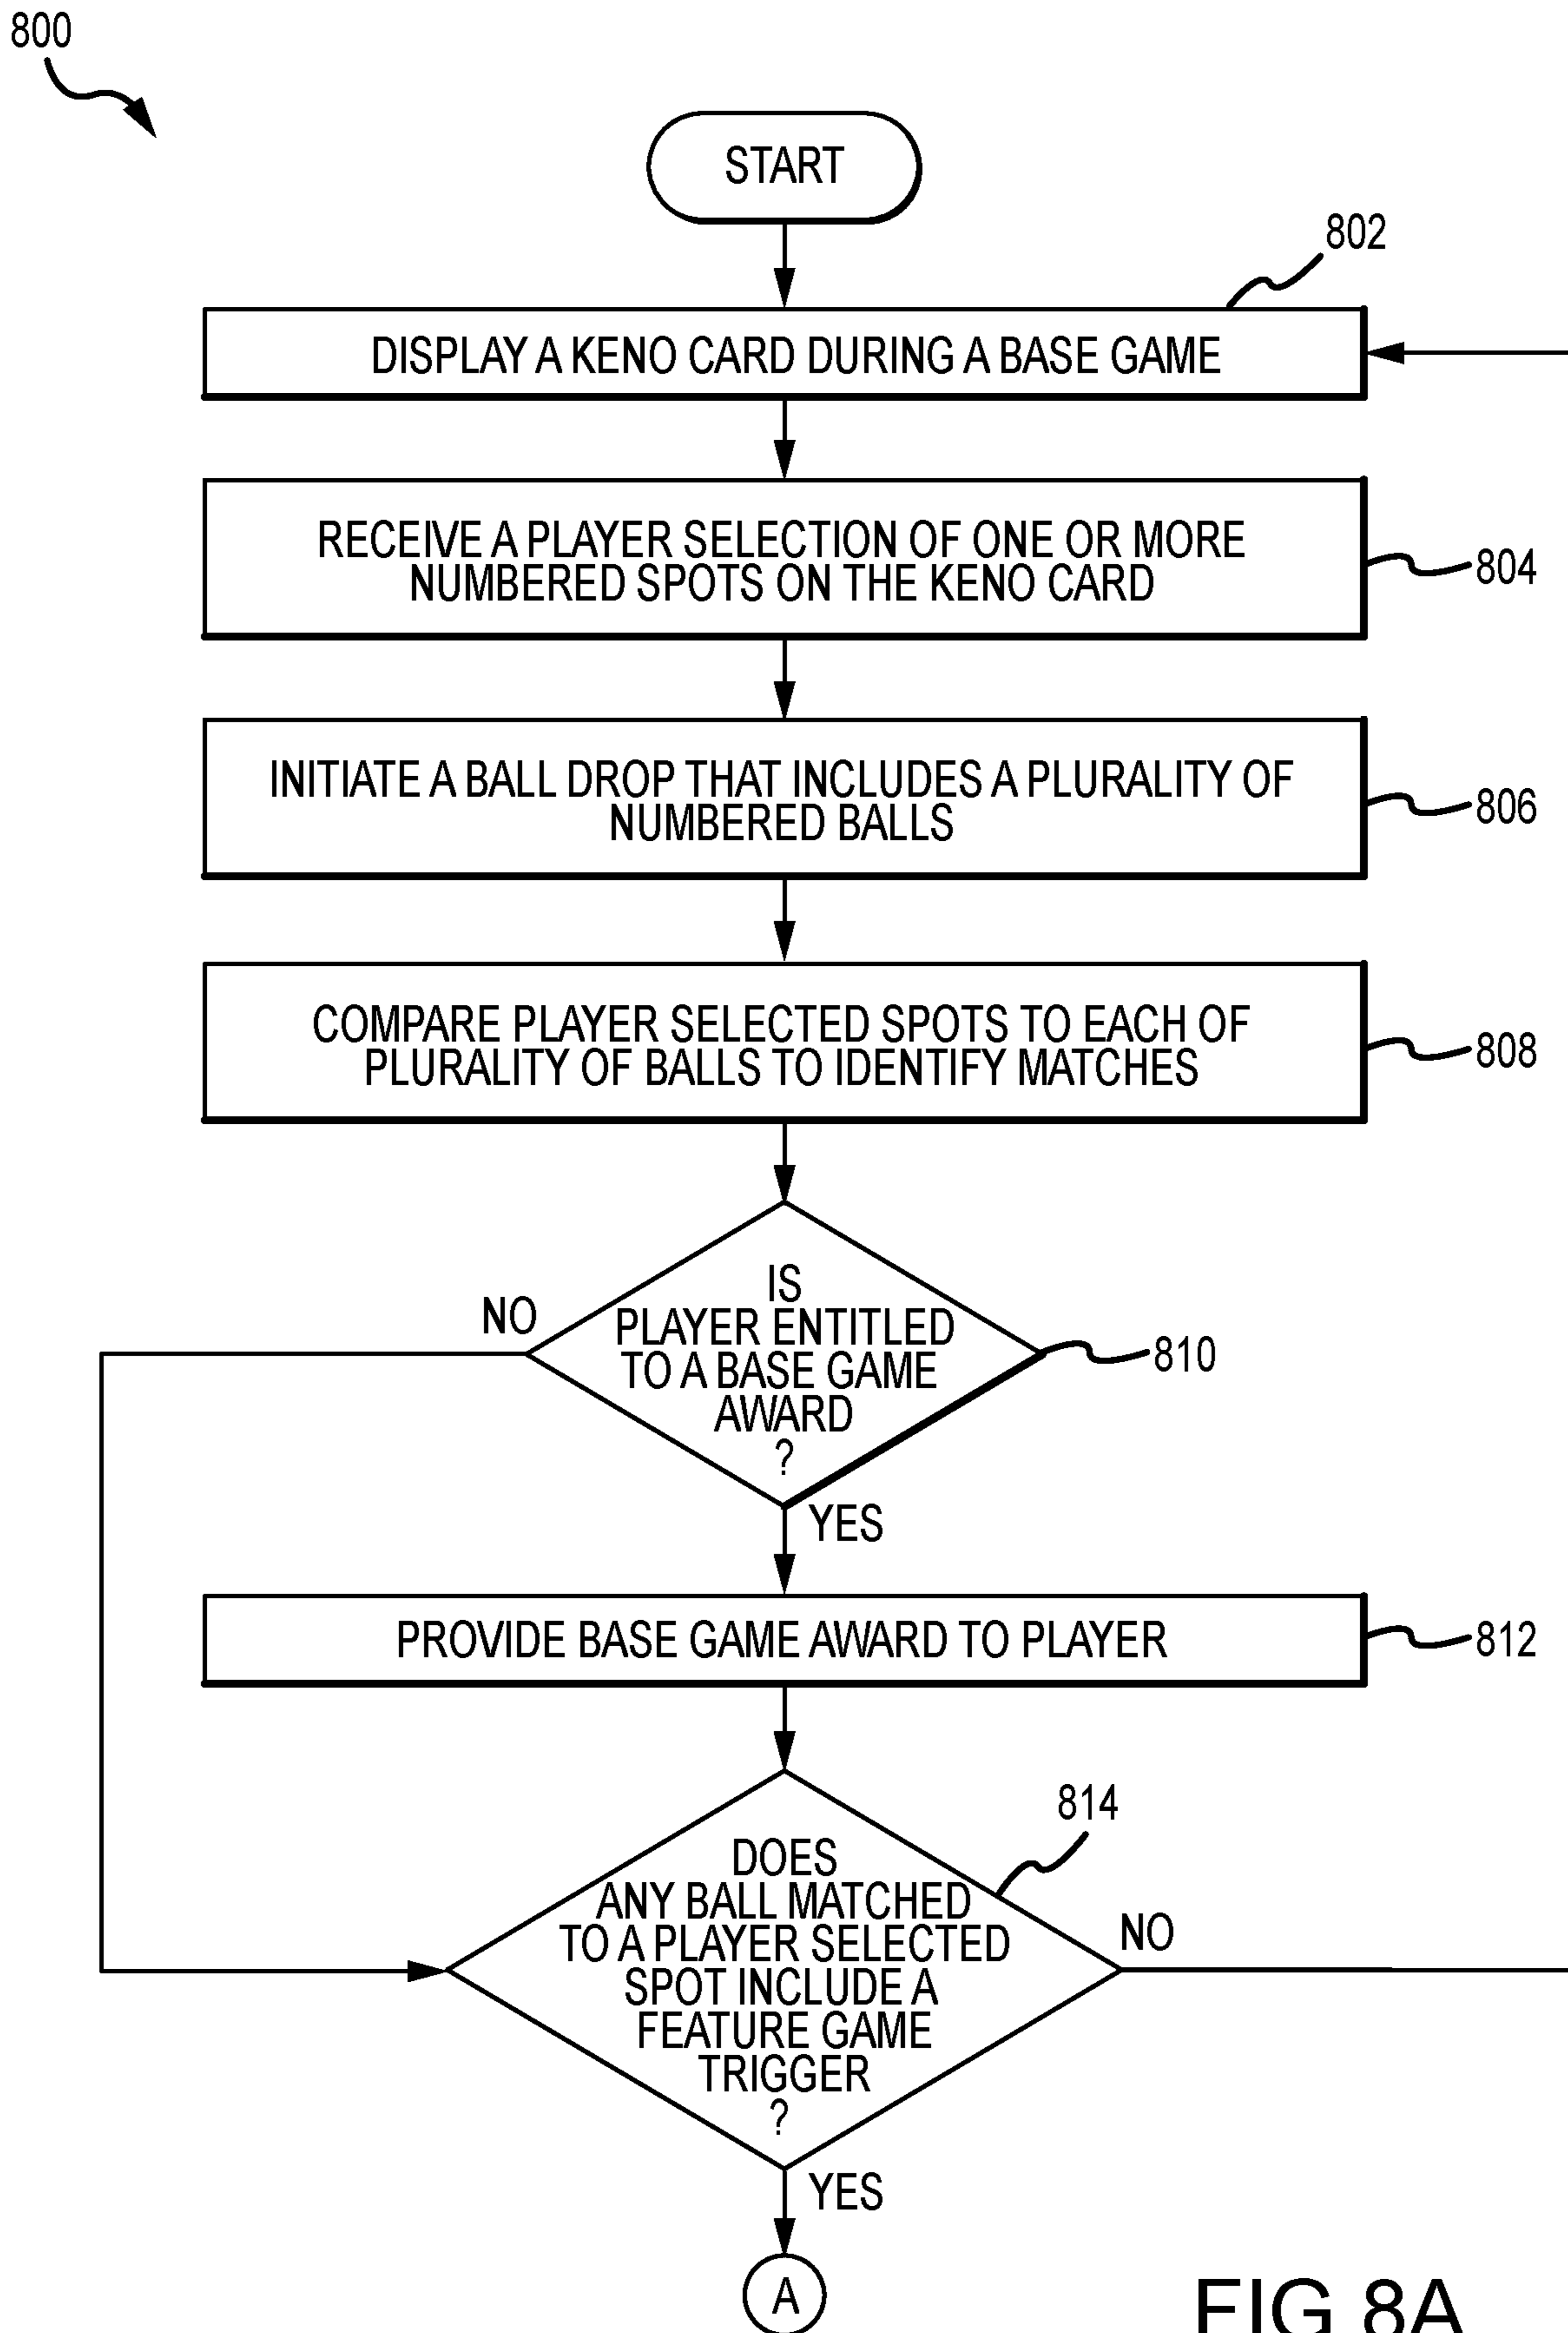 800
START
802
DISPLAY A KENO CARD DURING A BASE GAME
RECEIVE A PLAYER SELECTION OF ONE OR MORE
NUMBERED SPOTS ON THE KENO CARD
804
INITIATE A BALL DROP THAT INCLUDES A PLURALITY OF
NUMBERED BALLS
806
COMPARE PLAYER SELECTED SPOTS TO EACH OF
PLURALITY OF BALLS TO IDENTIFY MATCHES
808
NO
IS
PLAYER ENTITLED
TO A BASE GAME
AWARD
?
810
YES
PROVIDE BASE GAME AWARD TO PLAYER
812
814
DOES
ANY BALL MATCHED
TO A PLAYER SELECTED
SPOT INCLUDE A
FEATURE GAME
TRIGGER
?
NO
YES
A
FIG 8A